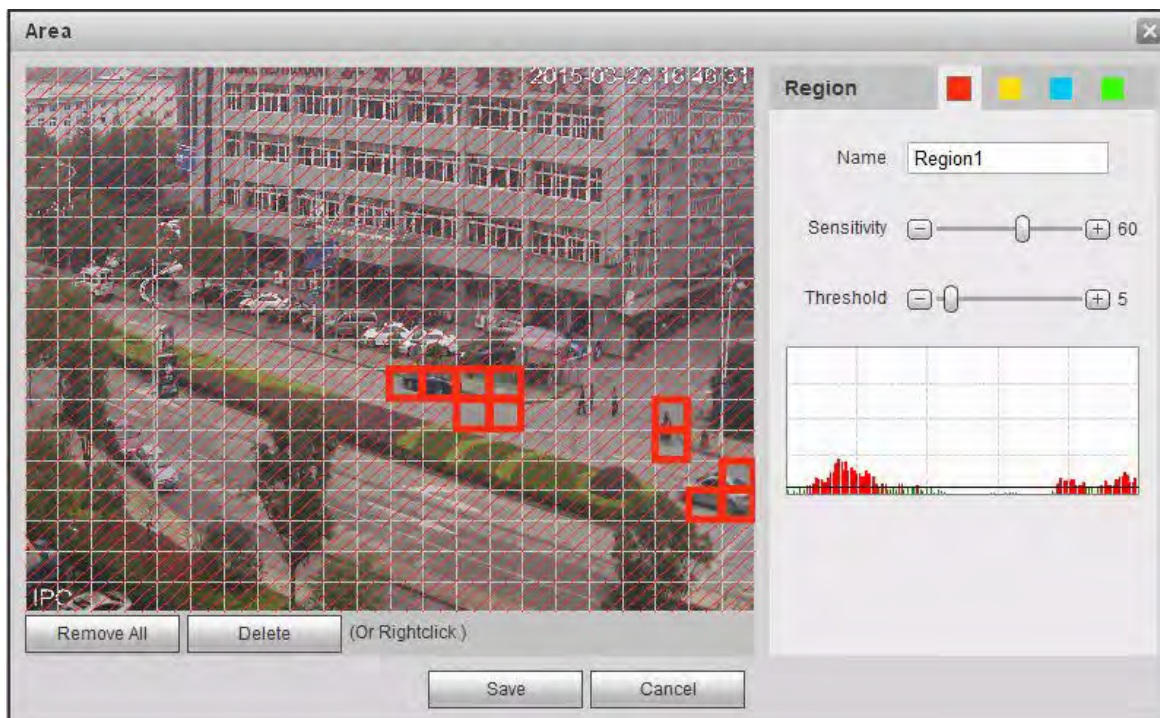 Area
2015-03-23 16:46:31
Region
Name
Region1
Sensitivity
60
Threshold
5
IPC
Remove All
Delete
(Or Rightclick.)
Save
Cancel